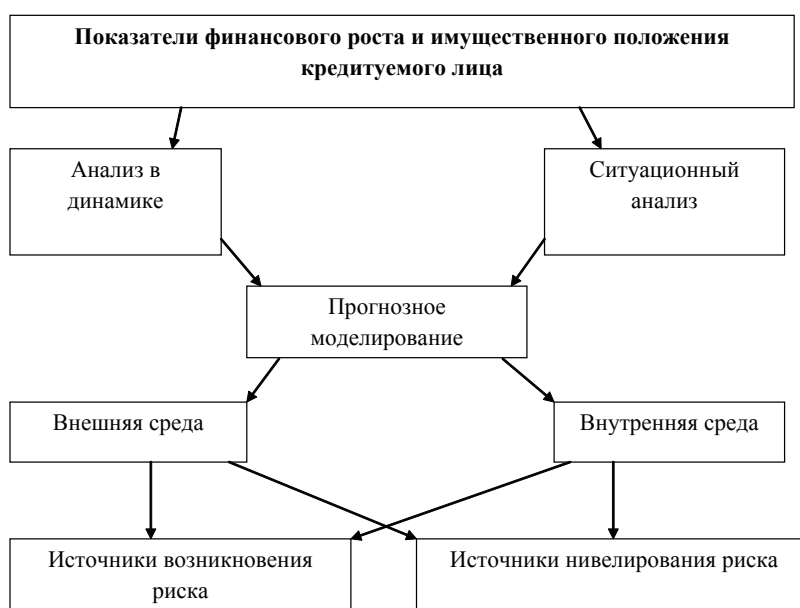 Показатели финансового роста и имущественного положения
кредитуемого лица
Анализ в
динамике
Ситуационный
анализ
Прогнозное
моделирование
Внешняя среда
Внутренняя среда
Источники возникновения
риска
Источники нивелирования риска